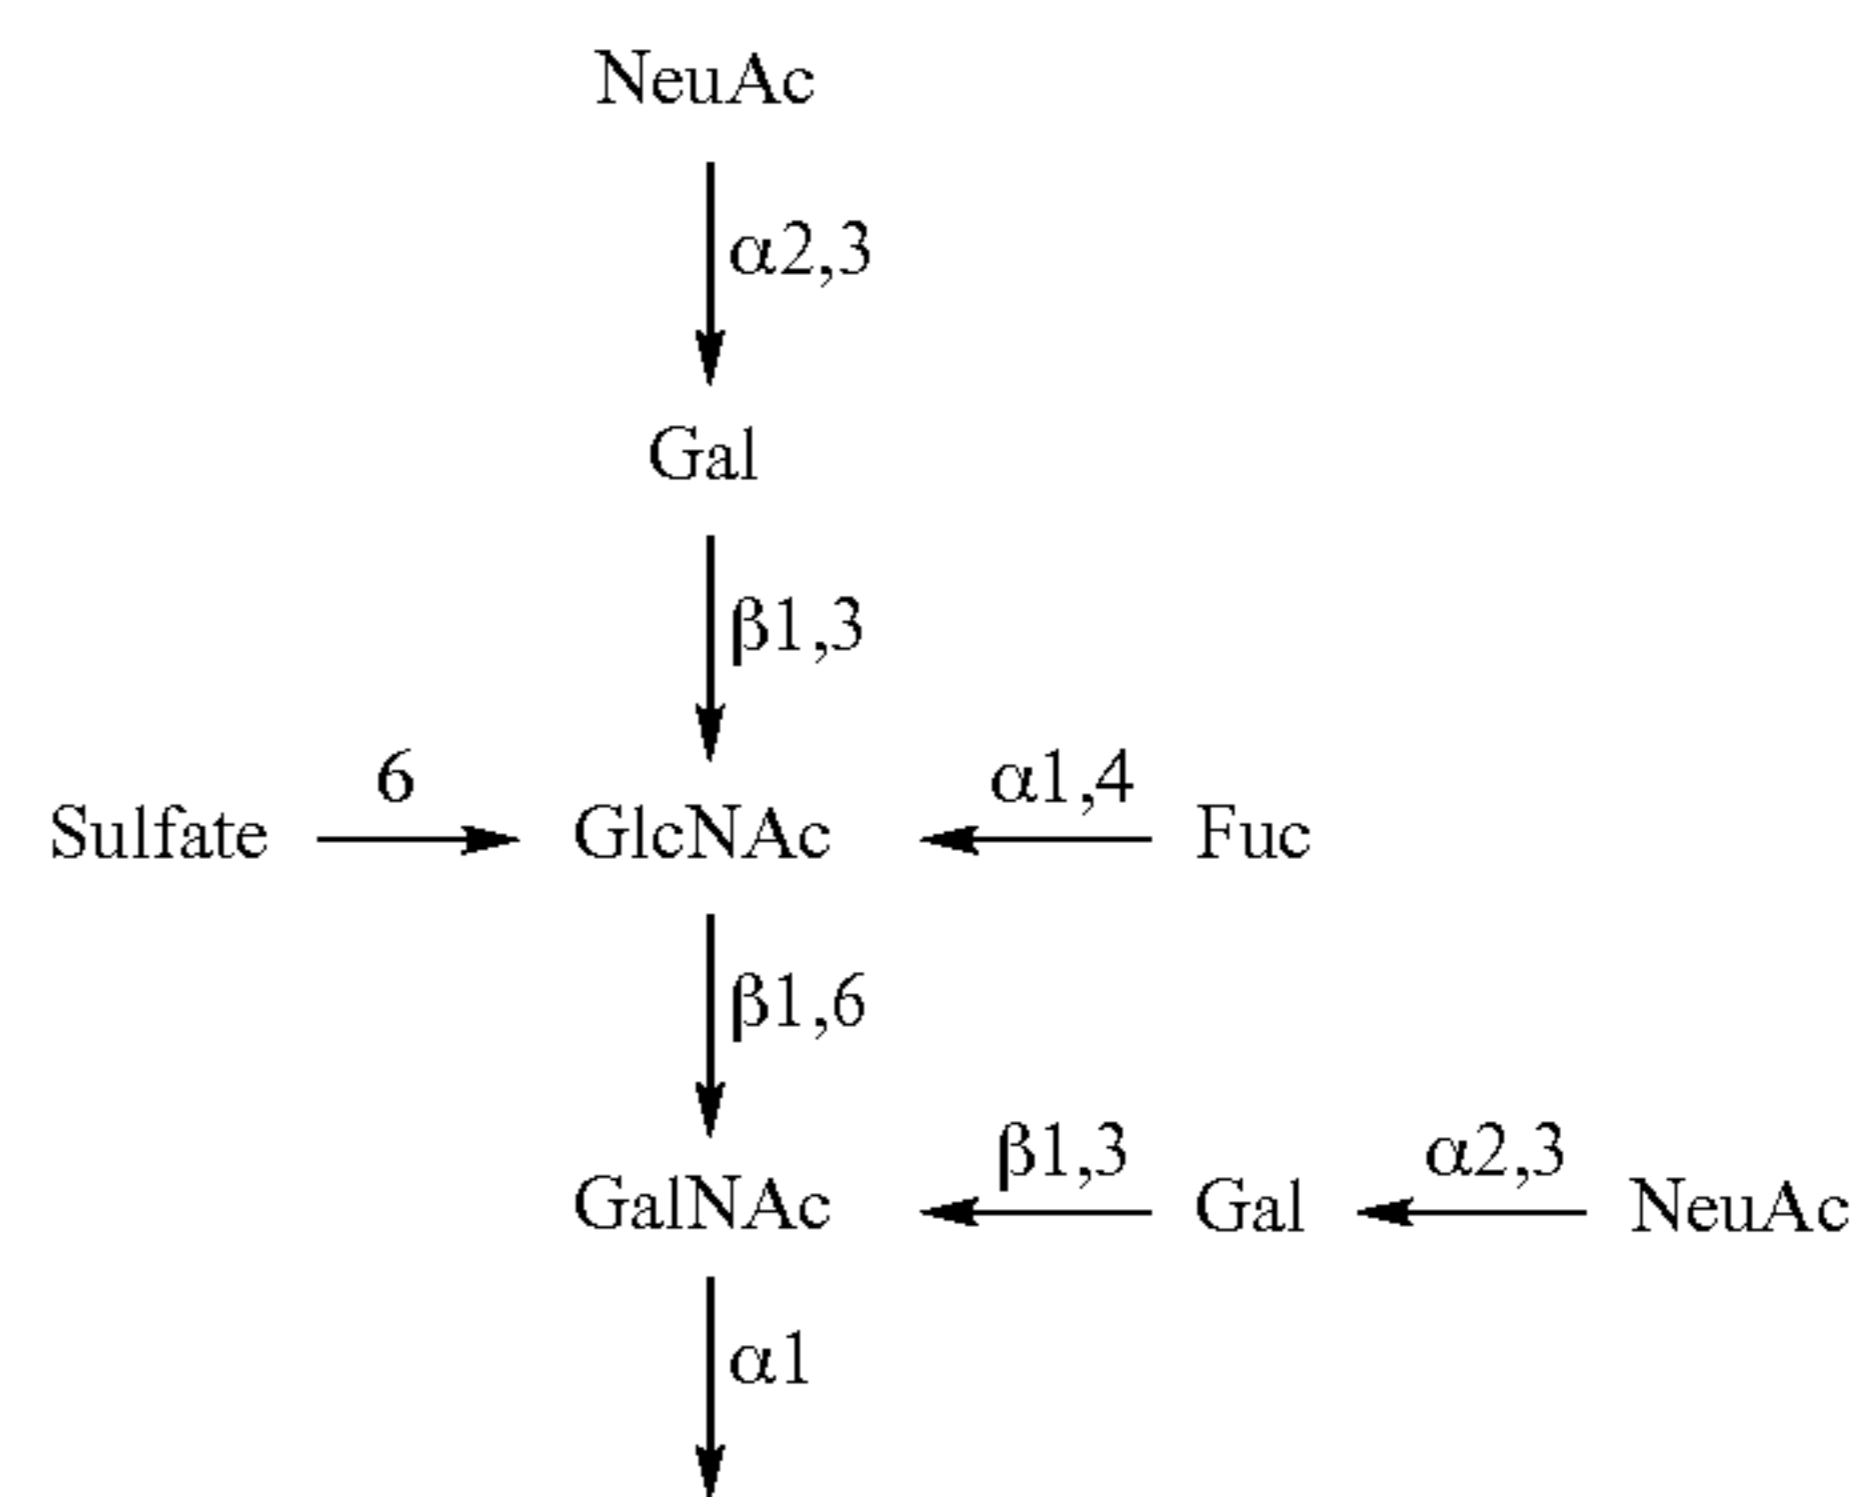 NeuAc
α2,3
Gal
β1,3
6
α1,4
Sulfate GlcNAc Fuc
β1,6
β1,3 α2,3
GalNAc Gal NeuAc
α1